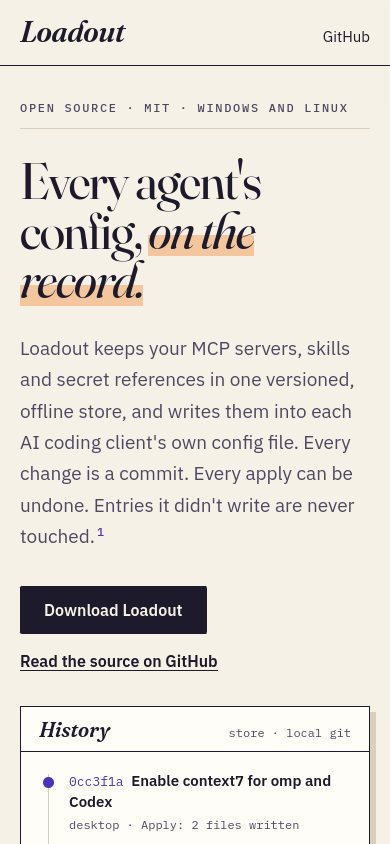 Loadout
GitHub
OPEN SOURCE · MIT · WINDOWS AND LINUX
Every agent's
config, on the
record.
Loadout keeps your MCP servers, skills
and secret references in one versioned,
offline store, and writes them into each
AI coding client's own config file. Every
change is a commit. Every apply can be
undone. Entries it didn't write are never
touched.1
Download Loadout
Read the source on GitHub
History
store · local git
0cc3f1a Enable context7 for omp and
Codex
desktop · Apply: 2 files written